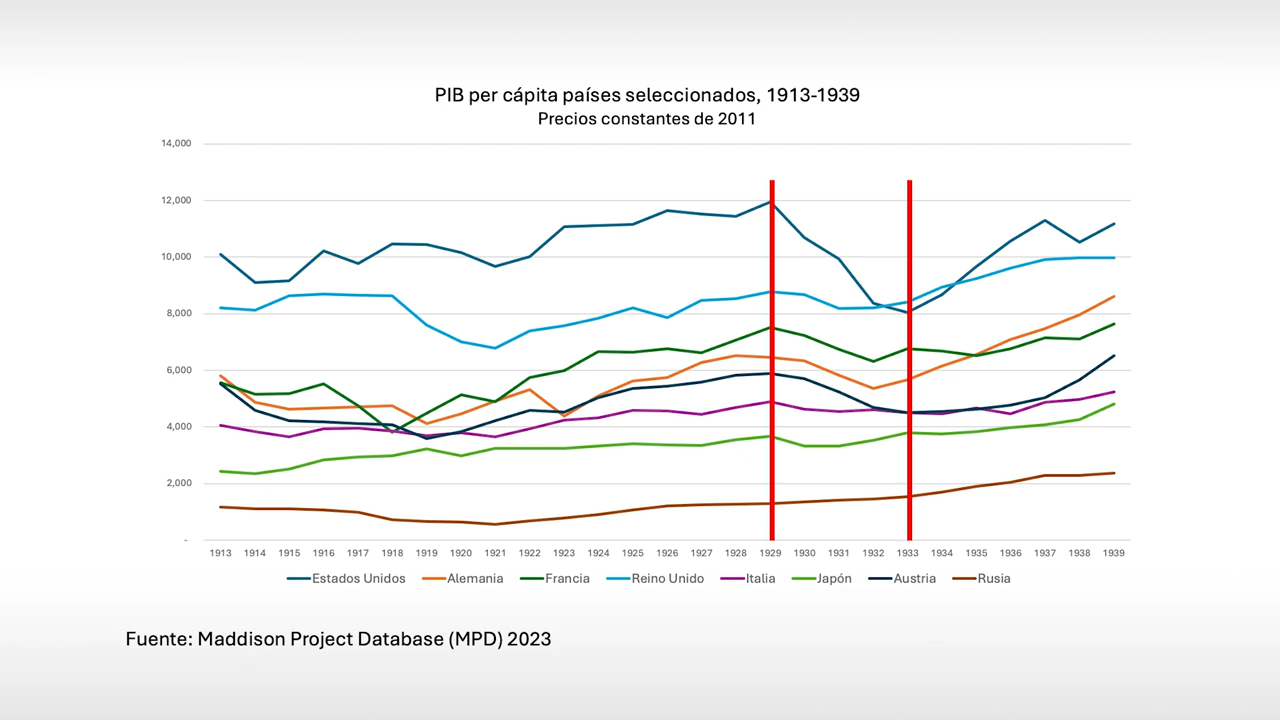 PIB per cápita países seleccionados, 1913-1939
Precios constantes de 2011
14,000
12,000
10,000
8,000
6,000
4,000
2,000
-
1913 1914 1915 1916 1917 1918 1919 1920 1921 1922 1923 1924 1925 1926 1927 1928 1929 1930 1931 1932 1933 1934 1935 1936 1937 1938 1939
Estados Unidos Alemania Francia Reino Unido Italia Japón Austria Rusia
Fuente: Maddison Project Database (MPD) 2023